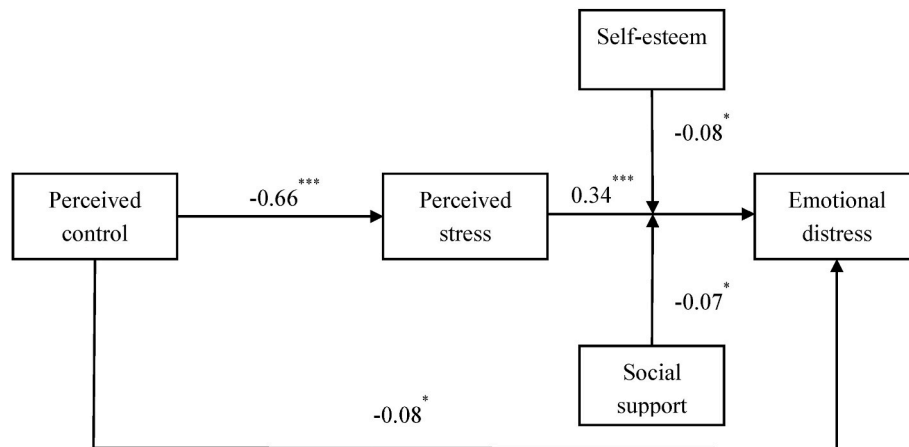 Self-esteem
-0.08*
Perceived
control
-0.66***
Perceived
stress
0.34***
Emotional
distress
-0.07*
Social
support
-0.08*